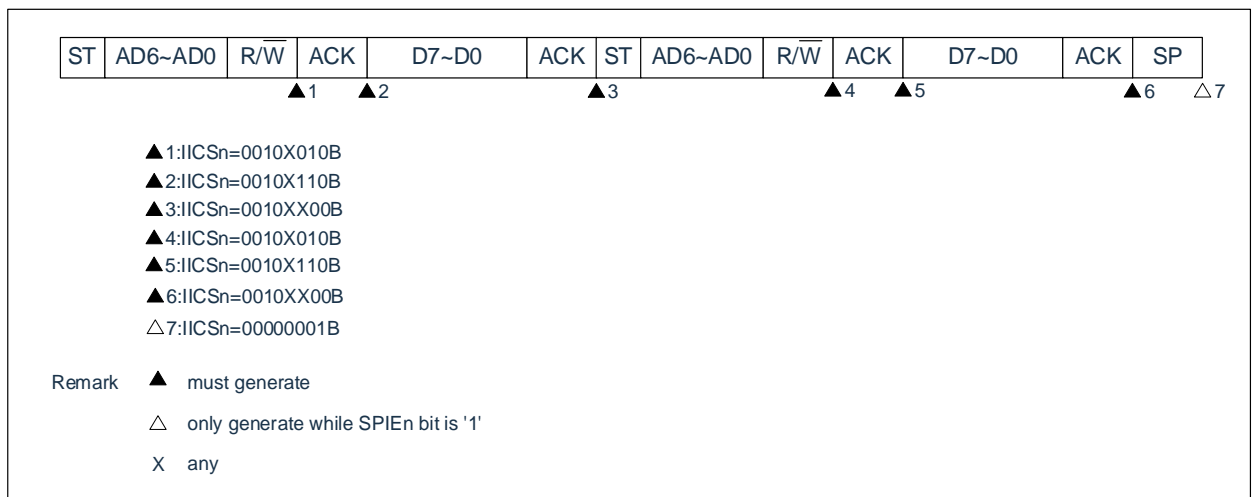 ST AD6~AD0 R/W̅ ACK D7~D0 ACK ST AD6~AD0 R/W̅ ACK D7~D0 ACK SP
▲1 ▲2 ▲3 ▲4 ▲5 ▲6 △7
▲1:IICSn=0010X010B
▲2:IICSn=0010X110B
▲3:IICSn=0010XX00B
▲4:IICSn=0010X010B
▲5:IICSn=0010X110B
▲6:IICSn=0010XX00B
△7:IICSn=00000001B
Remark ▲ must generate
△ only generate while SPIEn bit is '1'
X any